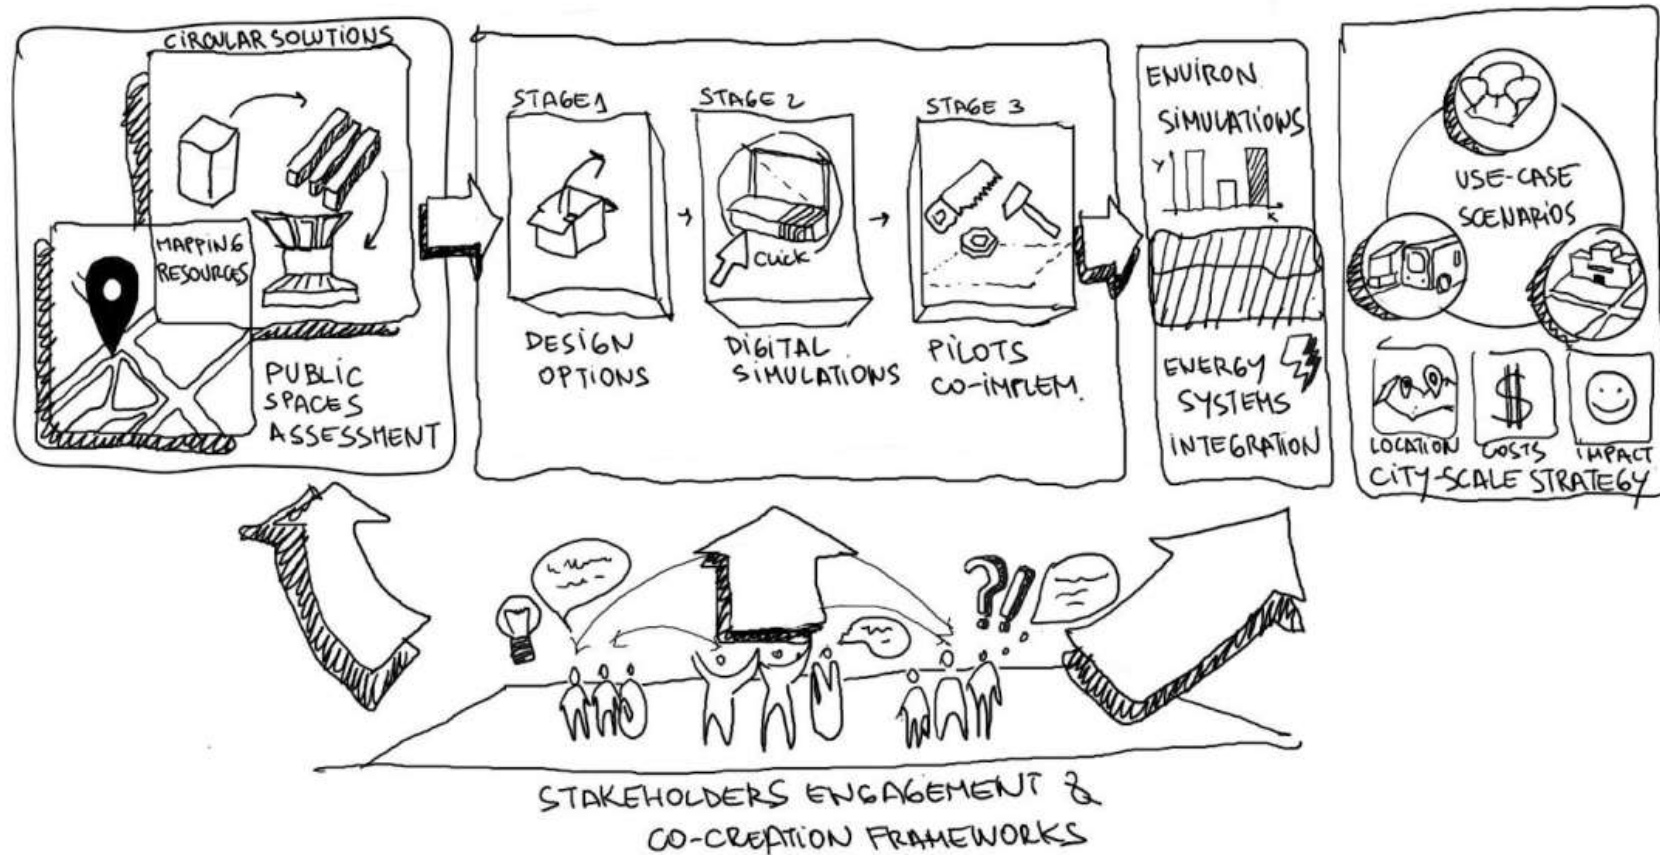 CIRCULAR SOLUTIONS
MAPPING
RESOURCES
PUBLIC
SPACES
ASSESSMENT
STAGE 1
DESIGN
OPTIONS
STAGE 2
CLICK
DIGITAL
SIMULATIONS
STAGE 3
PILOTS
CO-IMPLEM.
ENVIRON.
SIMULATIONS
Y
X
ENERGY
SYSTEMS
INTEGRATION
USE-CASE
SCENARIOS
$
LOCATION
COSTS
IMPACT
CITY-SCALE STRATEGY
?!
STAKEHOLDERS ENGAGEMENT &
CO-CREATION FRAMEWORKS